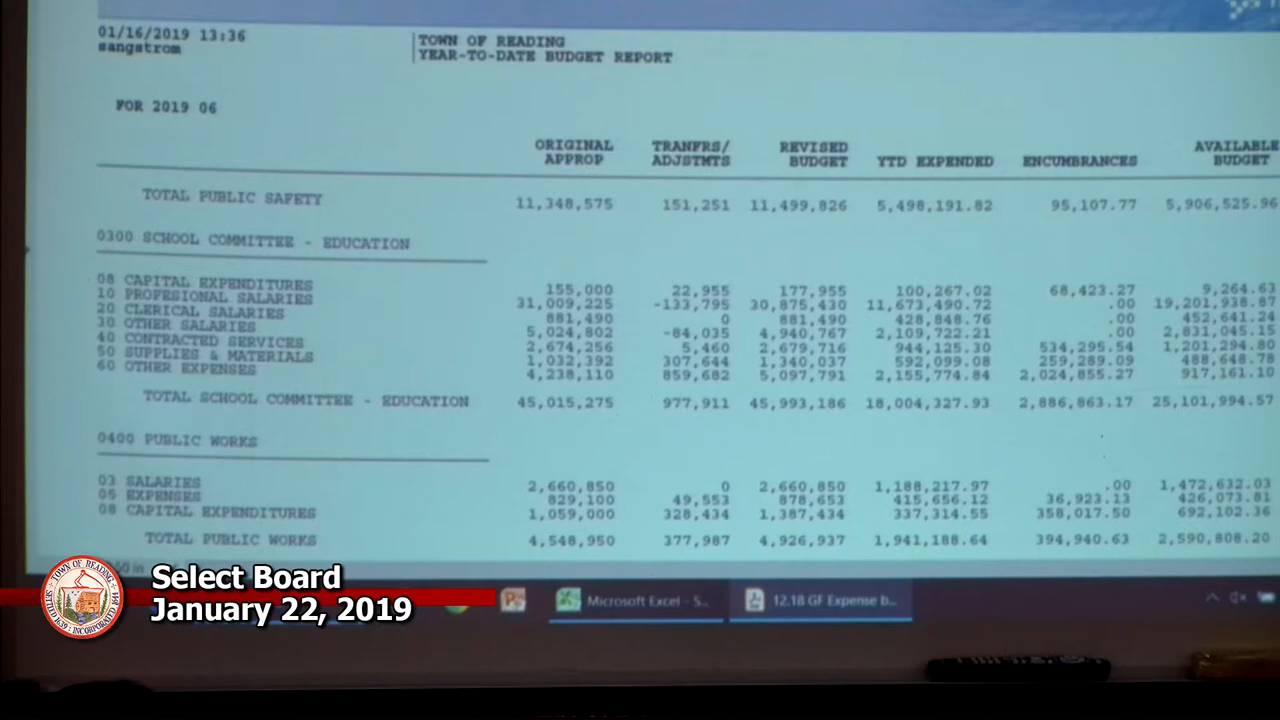 01/16/2019 13:36 TOWN OF READING
sangstrom YEAR-TO-DATE BUDGET REPORT
FOR 2019 06
ORIGINAL TRANFRS/ REVISED AVAILABLE
APPROP ADJSTMTS BUDGET YTD EXPENDED ENCUMBRANCES BUDGET
TOTAL PUBLIC SAFETY 11,348,575 151,251 11,499,826 5,498,191.82 95,107.77 5,906,525.96
0300 SCHOOL COMMITTEE - EDUCATION
08 CAPITAL EXPENDITURES 155,000 22,955 177,955 100,267.02 68,423.27 9,264.63
10 PROFESIONAL SALARIES 31,009,225 -133,795 30,875,430 11,673,490.72 .00 19,201,938.87
20 CLERICAL SALARIES 881,490 0 881,490 428,848.76 .00 452,641.24
30 OTHER SALARIES 5,024,802 -84,035 4,940,767 2,109,722.21 .00 2,831,045.15
40 CONTRACTED SERVICES 2,674,256 5,460 2,679,716 944,125.30 534,295.54 1,201,294.80
50 SUPPLIES & MATERIALS 1,032,392 307,644 1,340,037 592,099.08 259,289.09 488,648.78
60 OTHER EXPENSES 4,238,110 859,682 5,097,791 2,155,774.84 2,024,855.27 917,161.10
TOTAL SCHOOL COMMITTEE - EDUCATION 45,015,275 977,911 45,993,186 18,004,327.93 2,886,863.17 25,101,994.57
0400 PUBLIC WORKS
03 SALARIES 2,660,850 0 2,660,850 1,188,217.97 .00 1,472,632.03
05 EXPENSES 829,100 49,553 878,653 415,656.12 36,923.13 426,073.81
08 CAPITAL EXPENDITURES 1,059,000 328,434 1,387,434 337,314.55 358,017.50 692,102.36
TOTAL PUBLIC WORKS 4,548,950 377,987 4,926,937 1,941,188.64 394,940.63 2,590,808.20
Select Board
January 22, 2019
TOWN OF READING
SETTLED 1639 INCORPORATED 1644
Microsoft Excel - S... 12.18 GF Expense b...